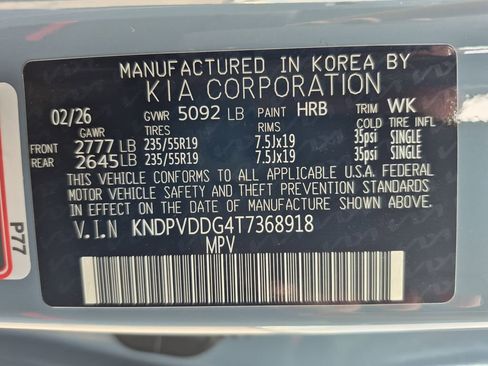 MANUFACTURED IN KOREA BY
KIA CORPORATION
02/26 GVWR 5092 LB PAINT HRB TRIM WK
GAWR TIRES RIMS COLD TIRE INFL
FRONT 2777 LB 235/55R19 7.5Jx19 35psi SINGLE
REAR 2645 LB 235/55R19 7.5Jx19 35psi SINGLE
THIS VEHICLE CONFORMS TO ALL APPLICABLE U.S.A. FEDERAL
MOTOR VEHICLE SAFETY AND THEFT PREVENTION STANDARDS
IN EFFECT ON THE DATE OF MANUFACTURE SHOWN ABOVE.
V.I.N KNDPVDDG4T7368918
MPV
P77